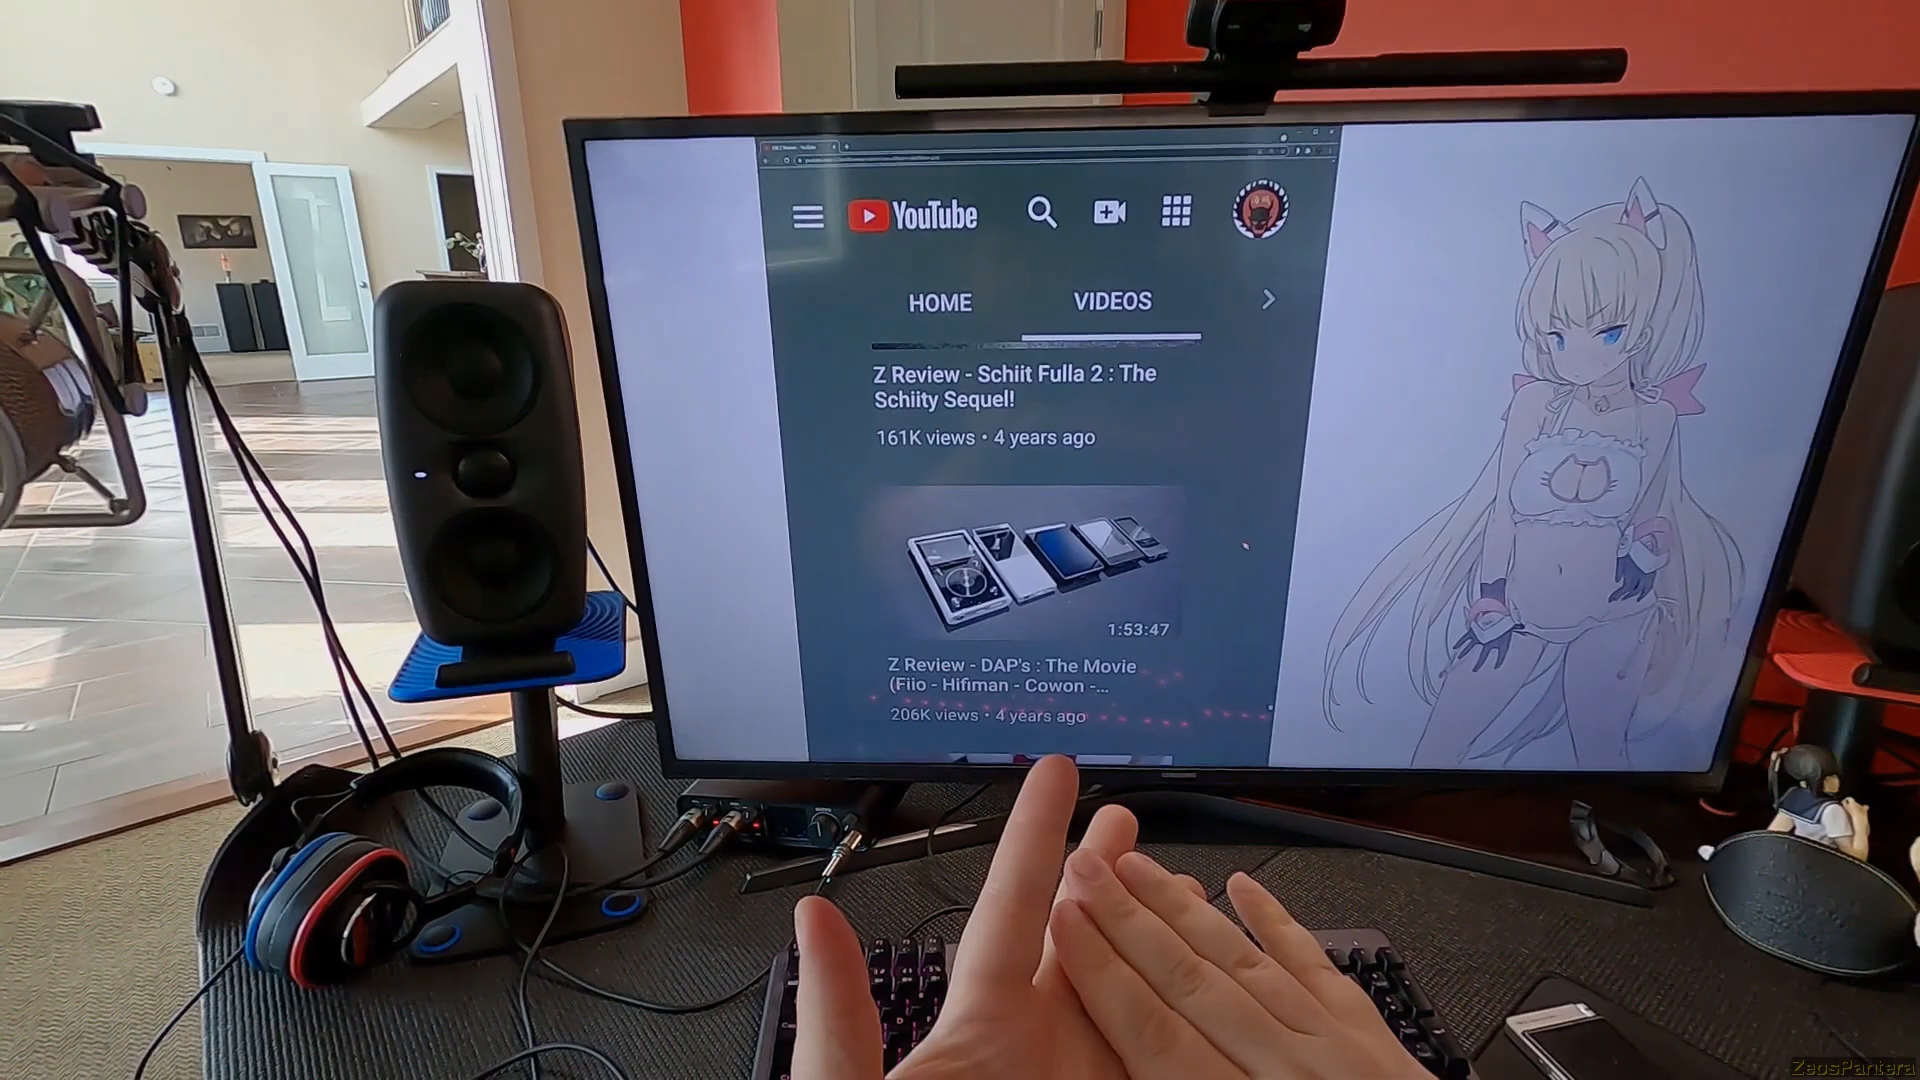 YouTube
HOME
VIDEOS
Z Review - Schiit Fulla 2 : The
Schiity Sequel!
161K views • 4 years ago
1:53:47
Z Review - DAP's : The Movie
(Fiio - Hifiman - Cowon -...
206K views • 4 years ago
SAMSUNG
ZeosPantera